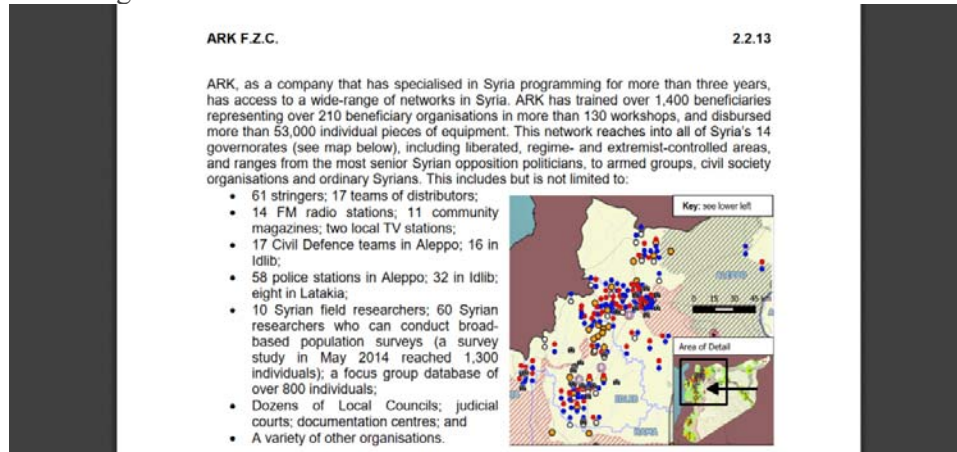 ARK F.Z.C. 2.2.13
ARK, as a company that has specialised in Syria programming for more than three years,
has access to a wide-range of networks in Syria. ARK has trained over 1,400 beneficiaries
representing over 210 beneficiary organisations in more than 130 workshops, and disbursed
more than 53,000 individual pieces of equipment. This network reaches into all of Syria's 14
governorates (see map below), including liberated, regime- and extremist-controlled areas,
and ranges from the most senior Syrian opposition politicians, to armed groups, civil society
organisations and ordinary Syrians. This includes but is not limited to:
• 61 stringers; 17 teams of distributors;
• 14 FM radio stations; 11 community
magazines; two local TV stations;
• 17 Civil Defence teams in Aleppo; 16 in
Idlib;
• 58 police stations in Aleppo; 32 in Idlib;
eight in Latakia;
• 10 Syrian field researchers; 60 Syrian
researchers who can conduct broad-
based population surveys (a survey
study in May 2014 reached 1,300
individuals); a focus group database of
over 800 individuals;
• Dozens of Local Councils; judicial
courts; documentation centres; and
• A variety of other organisations.
Key: see lower left
ALEPPO
0 15 30 45
Area of Detail
IDLIB
HAMA